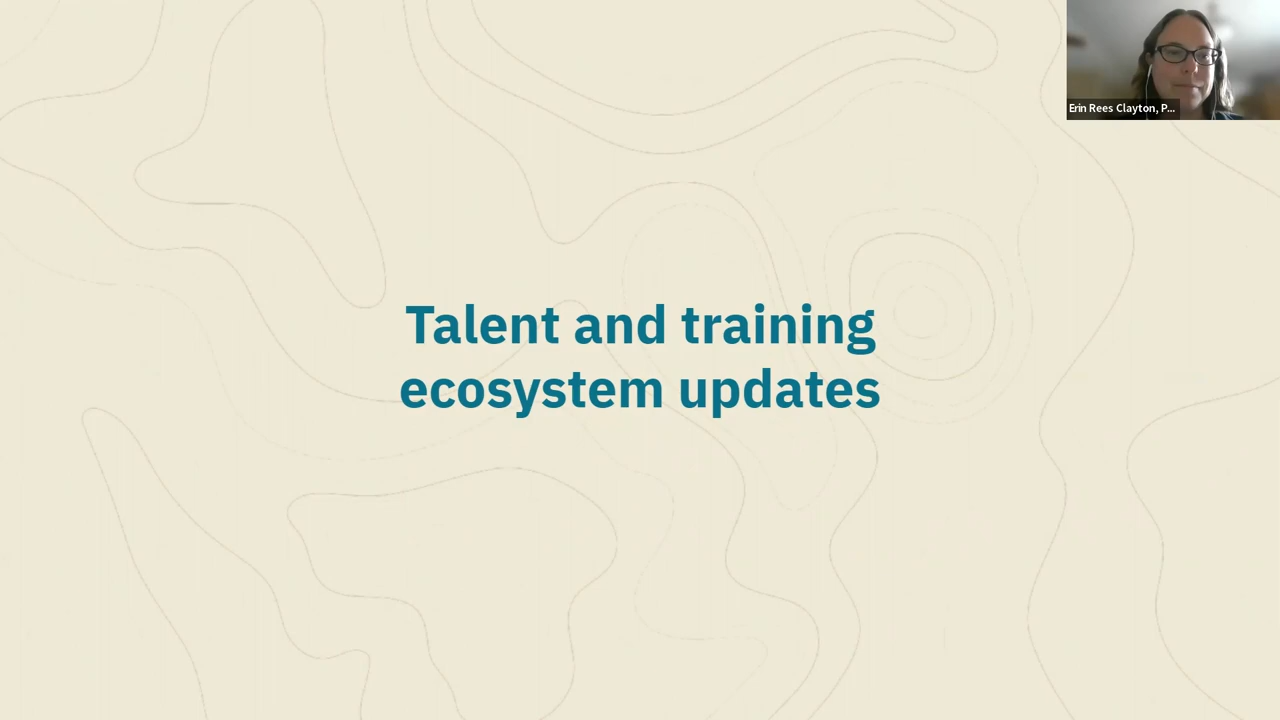 Erin Rees Clayton, P...
Talent and training
ecosystem updates